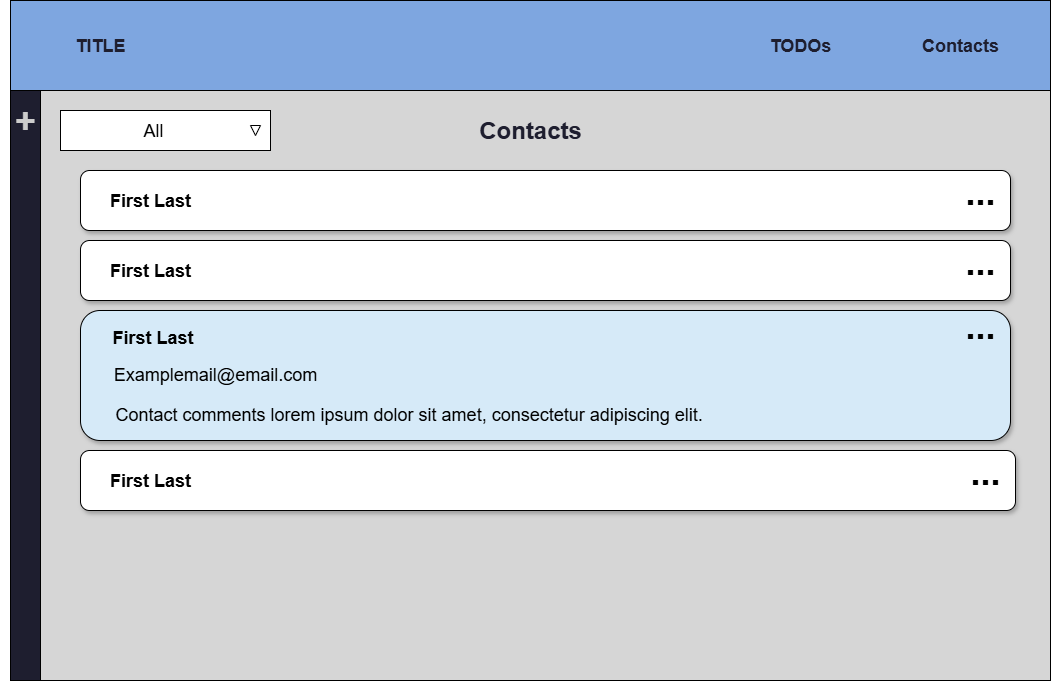 TITLE
TODOs
Contacts
+
All ▽
Contacts
First Last ...
First Last ...
First Last ...
Examplemail@email.com
Contact comments lorem ipsum dolor sit amet, consectetur adipiscing elit.
First Last ...